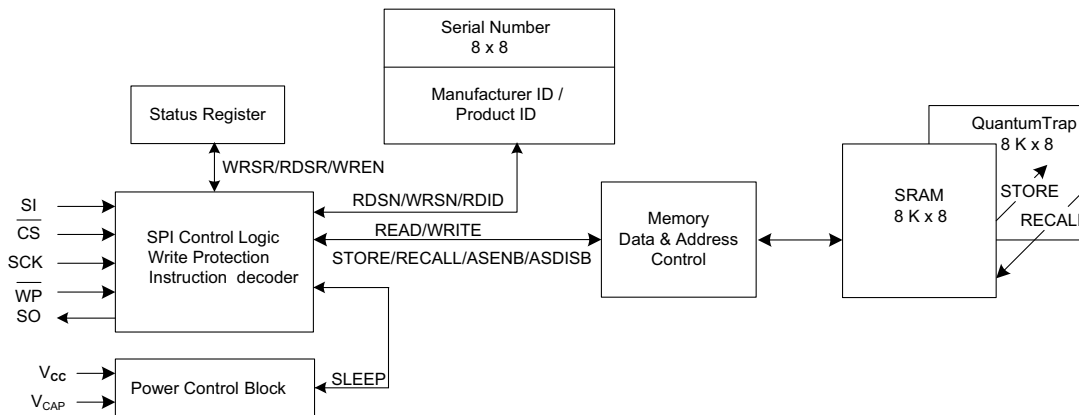 Serial Number
8 x 8
Manufacturer ID /
Product ID
Status Register
QuantumTrap
8 K x 8
WRSR/RDSR/WREN
STORE
RECALL
SRAM
8 K x 8
SI
CS
SCK
WP
SO
SPI Control Logic
Write Protection
Instruction decoder
RDSN/WRSN/RDID
READ/WRITE
STORE/RECALL/ASENB/ASDISB
Memory
Data & Address
Control
VCC
VCAP
Power Control Block
SLEEP